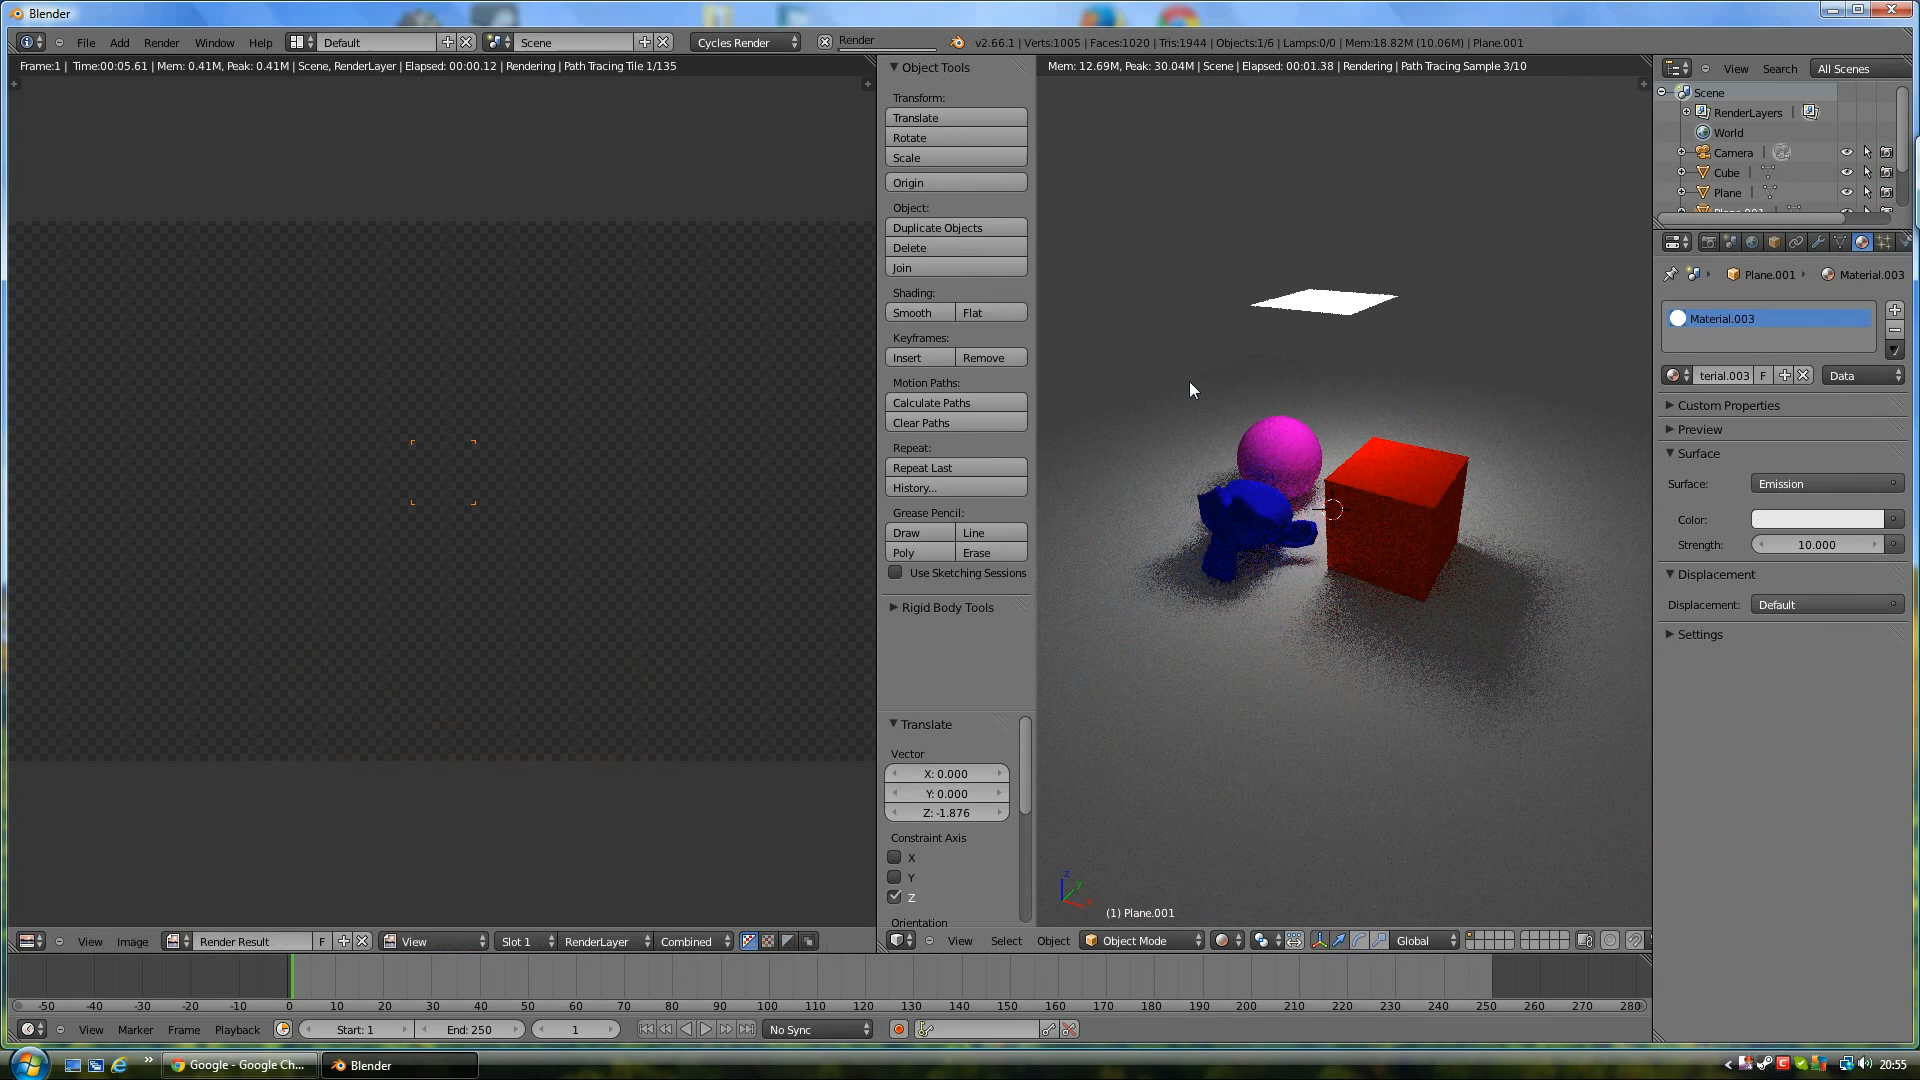 Blender
File Add Render Window Help Default Scene Cycles Render Render v2.66.1 | Verts:1005 | Faces:1020 | Tris:1944 | Objects:1/6 | Lamps:0/0 | Mem:18.82M (10.06M) | Plane.001
Frame:1 | Time:00:05.61 | Mem: 0.41M, Peak: 0.41M | Scene, RenderLayer | Elapsed: 00:00.12 | Rendering | Path Tracing Tile 1/135
Object Tools
Transform:
Translate
Rotate
Scale
Origin
Object:
Duplicate Objects
Delete
Join
Shading:
Smooth Flat
Keyframes:
Insert Remove
Motion Paths:
Calculate Paths
Clear Paths
Repeat:
Repeat Last
History...
Grease Pencil:
Draw Line
Poly Erase
Use Sketching Sessions
Rigid Body Tools
Translate
Vector
X: 0.000
Y: 0.000
Z: -1.876
Constraint Axis
X
Y
Z
Orientation
Mem: 12.69M, Peak: 30.04M | Scene | Elapsed: 00:01.38 | Rendering | Path Tracing Sample 3/10
z
y
x
(1) Plane.001
View Search All Scenes
Scene
RenderLayers |
World
Camera |
Cube |
Plane |
Plane.001
Plane.001 Material.003
Material.003
terial.003 F Data
Custom Properties
Preview
Surface
Surface: Emission
Color:
Strength: 10.000
Displacement
Displacement: Default
Settings
View Image Render Result F View Slot 1 RenderLayer Combined
View Select Object Object Mode Global
-50 -40 -30 -20 -10 0 10 20 30 40 50 60 70 80 90 100 110 120 130 140 150 160 170 180 190 200 210 220 230 240 250 260 270 280
View Marker Frame Playback Start: 1 End: 250 1 No Sync
Google - Google Ch... Blender 20:55